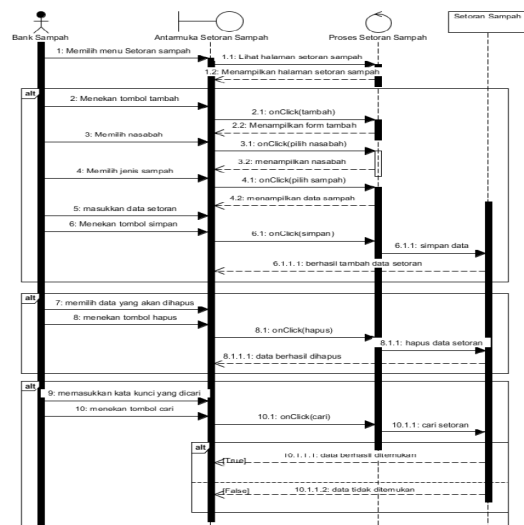 Bank Sampah
Antarmuka Setoran Sampah
Proses Setoran Sampah
Setoran Sampah
1: Memilih menu Setoran sampah
1.1: Lihat halaman setoran sampah
1.2: Menampilkan halaman setoran sampah
alt
2: Menekan tombol tambah
2.1: onClick(tambah)
2.2: Menampilkan form tambah
3: Memilih nasabah
3.1: onClick(pilih nasabah)
3.2: menampilkan nasabah
4: Memilih jenis sampah
4.1: onClick(pilih sampah)
4.2: menampilkan data sampah
5: masukkan data setoran
6: Menekan tombol simpan
6.1: onClick(simpan)
6.1.1: simpan data
6.1.1.1: berhasil tambah data setoran
alt
7: memilih data yang akan dihapus
8: menekan tombol hapus
8.1: onClick(hapus)
8.1.1: hapus data setoran
8.1.1.1: data berhasil dihapus
alt
9: memasukkan kata kunci yang dicari
10: menekan tombol cari
10.1: onClick(cari)
10.1.1: cari setoran
alt
10.1.1.1: data berhasil ditemukan
[True]
10.1.1.2: data tidak ditemukan
[False]